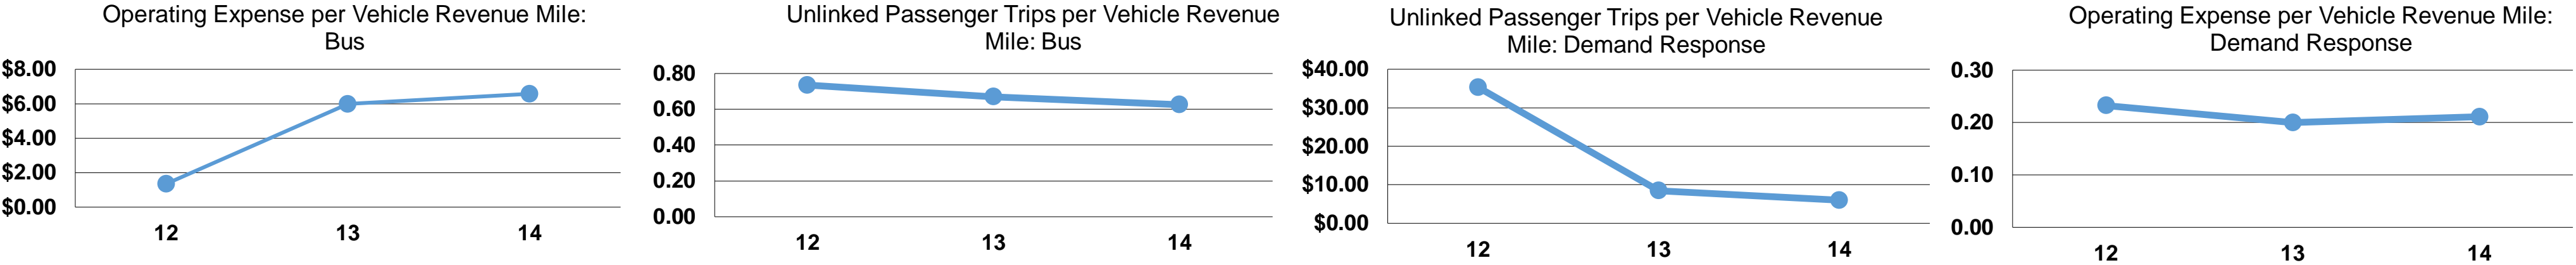 Operating Expense per Vehicle Revenue Mile:
Bus
$8.00
$6.00
$4.00
$2.00
$0.00
12 13 14
Unlinked Passenger Trips per Vehicle Revenue
Mile: Bus
0.80
0.60
0.40
0.20
0.00
12 13 14
Unlinked Passenger Trips per Vehicle Revenue
Mile: Demand Response
$40.00
$30.00
$20.00
$10.00
$0.00
12 13 14
Operating Expense per Vehicle Revenue Mile:
Demand Response
0.30
0.20
0.10
0.00
12 13 14